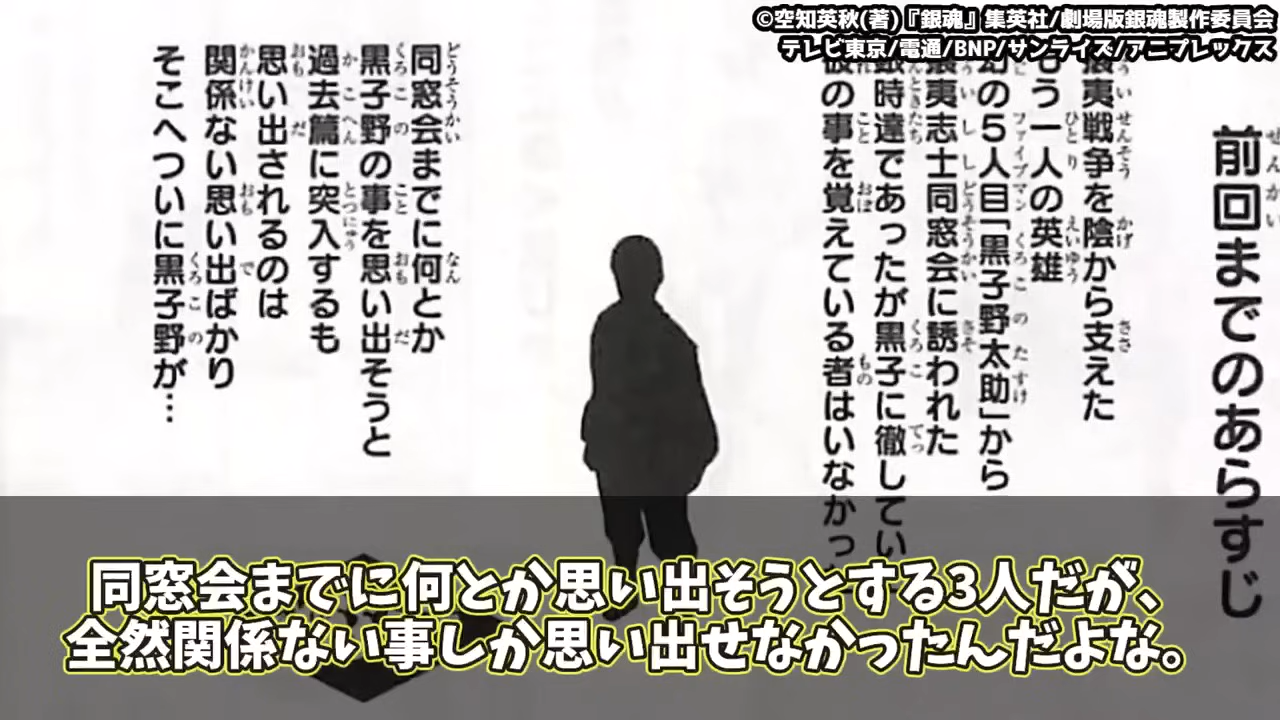 ©空知英秋(著)『銀魂』集英社/劇場版銀魂製作委員会
テレビ東京/電通/BNP/サンライズ/アニプレックス
前回までのあらすじ
夷戦争を陰から支えた
もう一人の英雄
幻の5人目「黒子野太助」から
攘夷志士同窓会に誘われた
銀時達であったが黒子に徹してい
彼の事を覚えている者はいなかっ
同窓会までに何とか
黒子野の事を思い出そうと
過去篇に突入するも
思い出されるのは
関係ない思い出ばかり
そこへついに黒子野が…
同窓会までに何とか思い出そうとする3人だが、
全然関係ない事しか思い出せなかったんだよな。